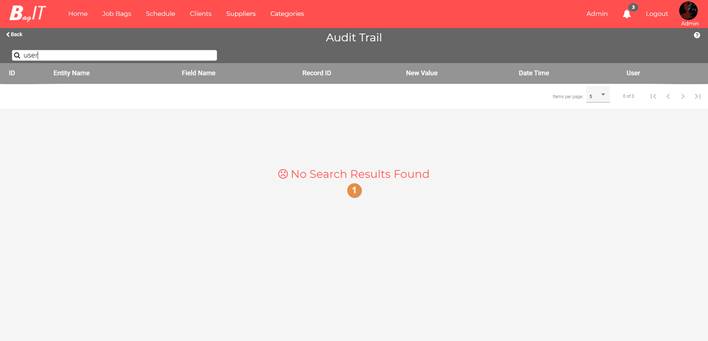 Bag IT Home Job Bags Schedule Clients Suppliers Categories Admin 3 Logout
Admin
Back
Audit Trail
user
ID Entity Name Field Name Record ID New Value Date Time User
Items per page: 5 0 of 0
No Search Results Found
1